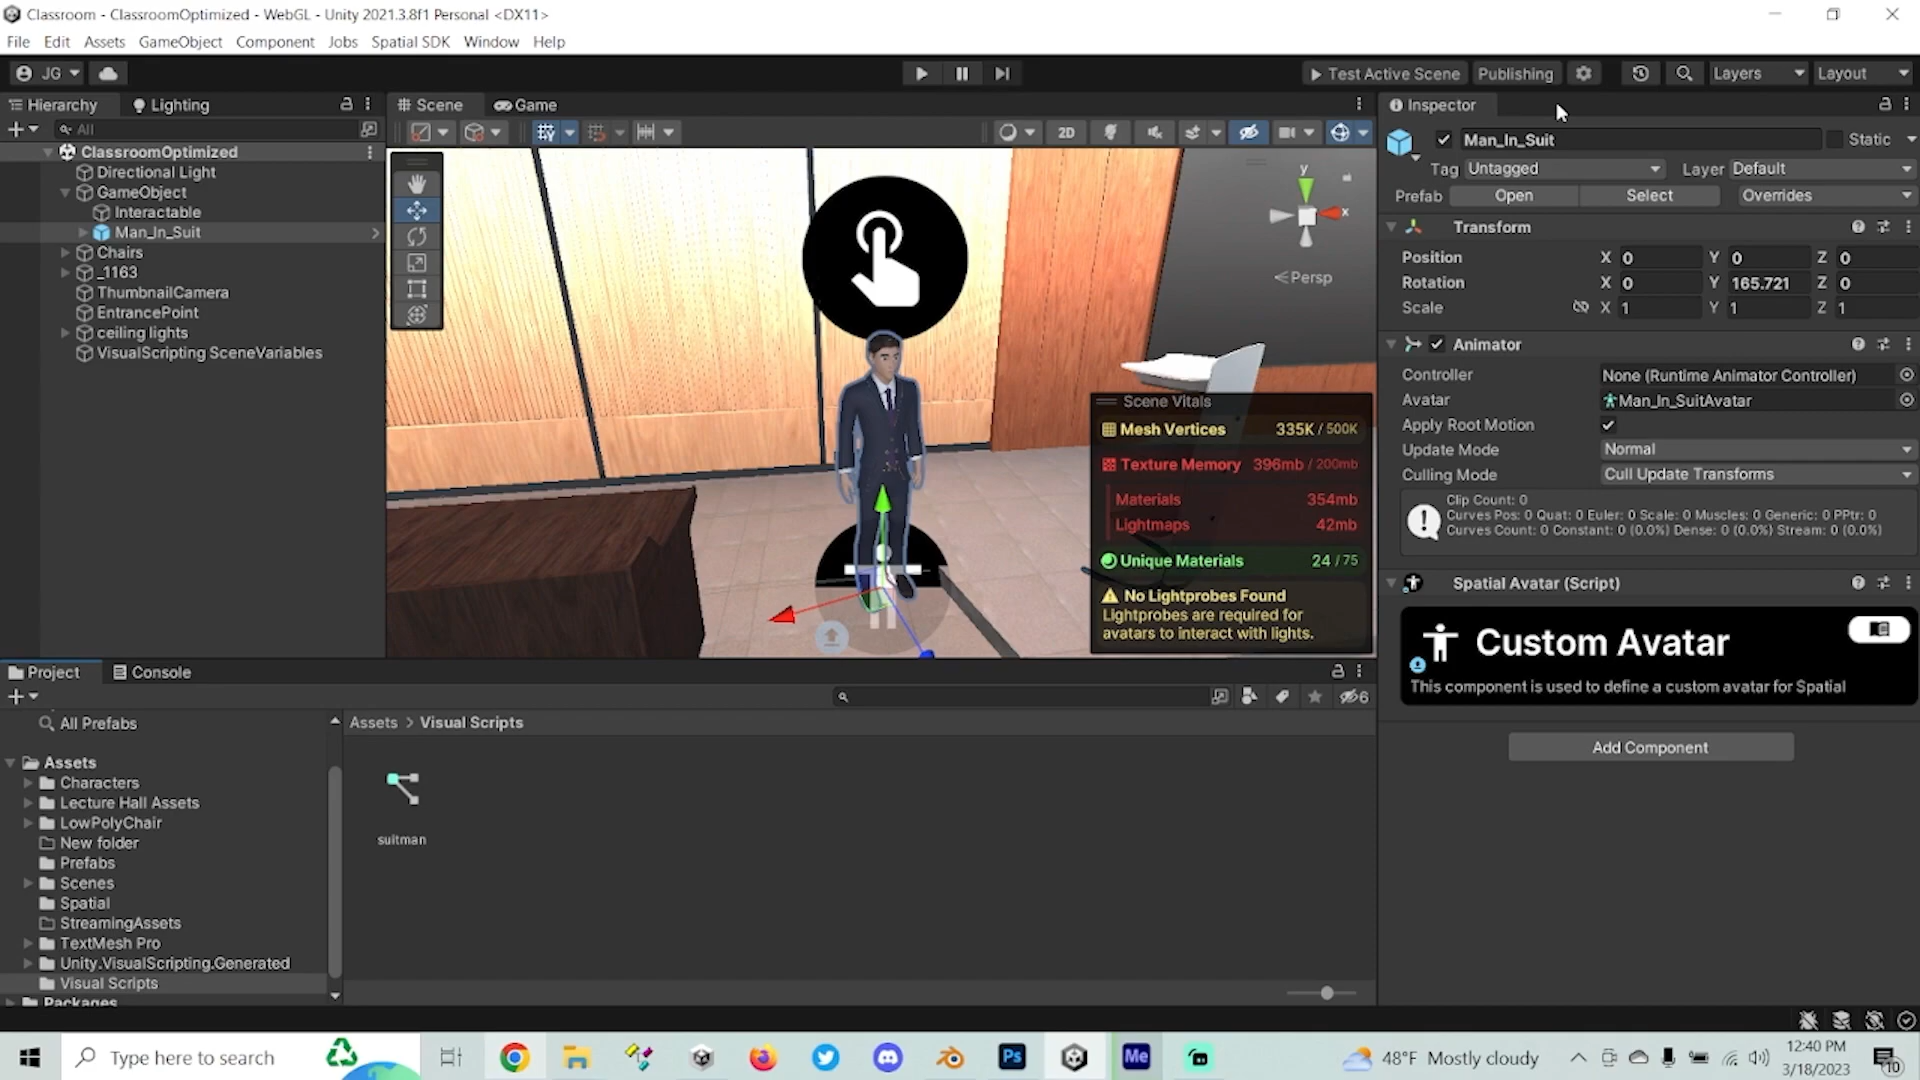 Classroom - ClassroomOptimized - WebGL - Unity 2021.3.8f1 Personal <DX11>
File Edit Assets GameObject Component Jobs Spatial SDK Window Help
JG
Test Active Scene Publishing Layers Layout
Hierarchy Lighting
All
ClassroomOptimized
Directional Light
GameObject
Interactable
Man_In_Suit
Chairs
_1163
ThumbnailCamera
EntrancePoint
ceiling lights
VisualScripting SceneVariables
Scene Game
2D
y
x
Persp
Scene Vitals
Mesh Vertices 335K / 500K
Texture Memory 396mb / 200mb
Materials 354mb
Lightmaps 42mb
Unique Materials 24 / 75
No Lightprobes Found
Lightprobes are required for
avatars to interact with lights.
Inspector
Man_In_Suit Static
Tag Untagged Layer Default
Prefab Open Select Overrides
Transform
Position X 0 Y 0 Z 0
Rotation X 0 Y 165.721 Z 0
Scale X 1 Y 1 Z 1
Animator
Controller None (Runtime Animator Controller)
Avatar Man_In_SuitAvatar
Apply Root Motion
Update Mode Normal
Culling Mode Cull Update Transforms
Clip Count: 0
Curves Pos: 0 Quat: 0 Euler: 0 Scale: 0 Muscles: 0 Generic: 0 PPtr: 0
Curves Count: 0 Constant: 0 (0.0%) Dense: 0 (0.0%) Stream: 0 (0.0%)
Spatial Avatar (Script)
Custom Avatar
This component is used to define a custom avatar for Spatial
Add Component
Project Console
6
All Prefabs
Assets
Characters
Lecture Hall Assets
LowPolyChair
New folder
Prefabs
Scenes
Spatial
StreamingAssets
TextMesh Pro
Unity.VisualScripting.Generated
Visual Scripts
Packages
Assets > Visual Scripts
suitman
Type here to search
Ps
Me
48°F Mostly cloudy
12:40 PM
3/18/2023
10